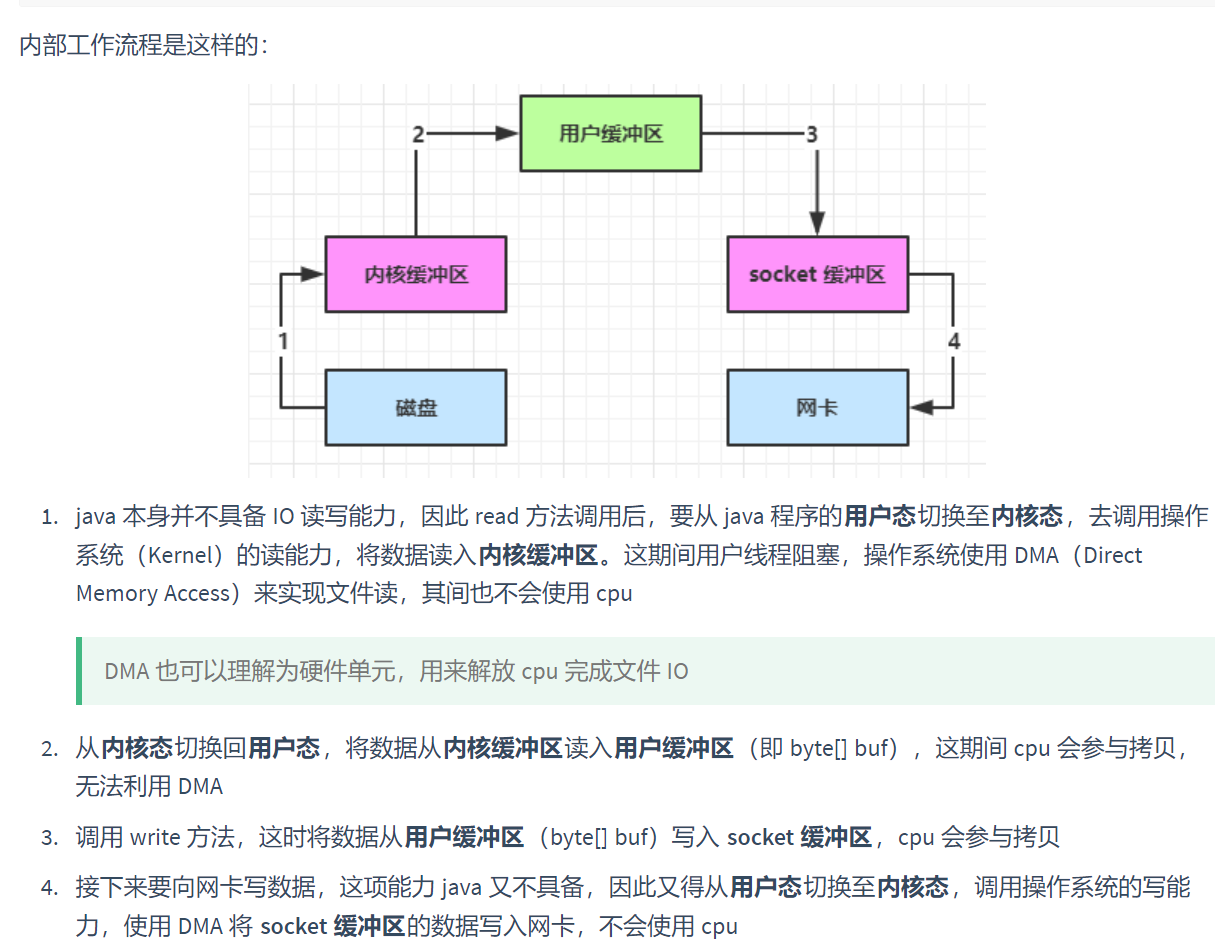 内部工作流程是这样的：
2
用户缓冲区
3
内核缓冲区
socket 缓冲区
1
4
磁盘
网卡
1. java 本身并不具备 IO 读写能力，因此 read 方法调用后，要从 java 程序的用户态切换至内核态，去调用操作
系统（Kernel）的读能力，将数据读入内核缓冲区。这期间用户线程阻塞，操作系统使用 DMA（Direct
Memory Access）来实现文件读，其间也不会使用 cpu
DMA 也可以理解为硬件单元，用来解放 cpu 完成文件 IO
2. 从内核态切换回用户态，将数据从内核缓冲区读入用户缓冲区（即 byte[] buf），这期间 cpu 会参与拷贝，
无法利用 DMA
3. 调用 write 方法，这时将数据从用户缓冲区（byte[] buf）写入 socket 缓冲区，cpu 会参与拷贝
4. 接下来要向网卡写数据，这项能力 java 又不具备，因此又得从用户态切换至内核态，调用操作系统的写能
力，使用 DMA 将 socket 缓冲区的数据写入网卡，不会使用 cpu